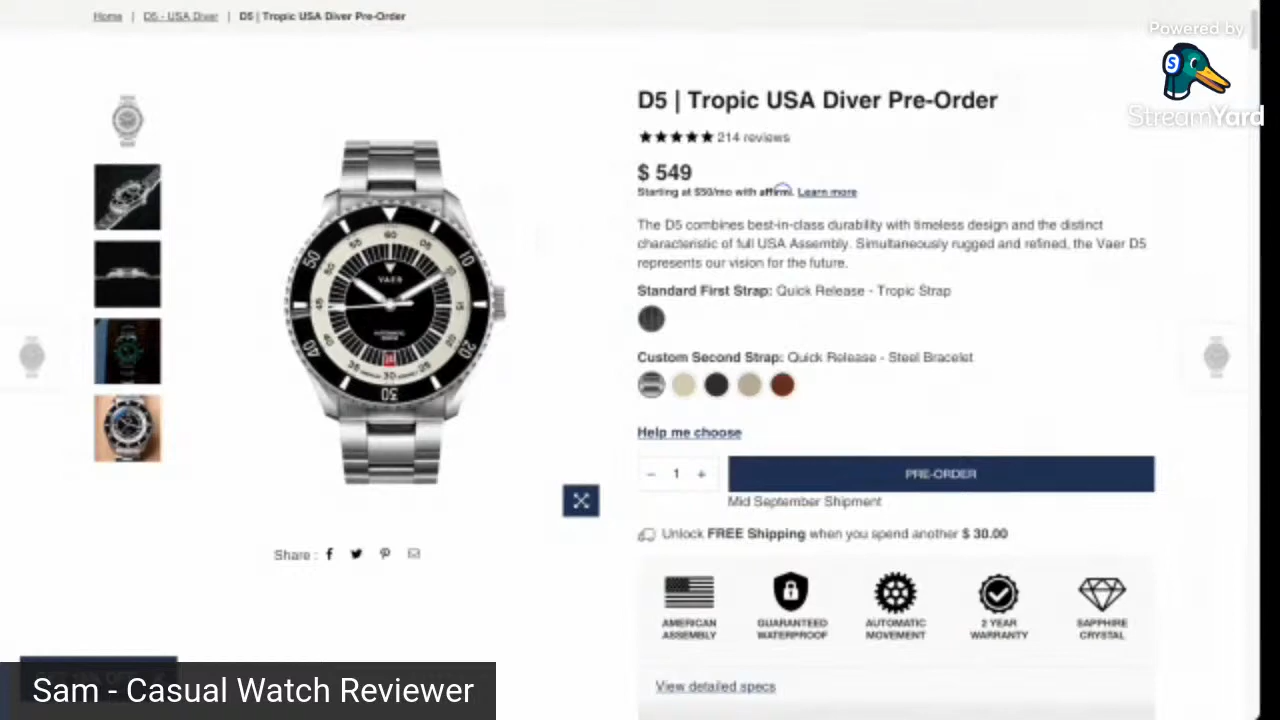 Home | D5 - USA Diver | D5 | Tropic USA Diver Pre-Order
Powered by
StreamYard
D5 | Tropic USA Diver Pre-Order
★★★★★ 214 reviews
$ 549
Starting at $50/mo with affirm. Learn more
The D5 combines best-in-class durability with timeless design and the distinct
characteristic of full USA Assembly. Simultaneously rugged and refined, the Vaer D5
represents our vision for the future.
Standard First Strap: Quick Release - Tropic Strap
Custom Second Strap: Quick Release - Steel Bracelet
Help me choose
− 1 +
PRE-ORDER
Mid September Shipment
Unlock FREE Shipping when you spend another $ 30.00
VAER
AUTOMATIC
Share :
AMERICAN
ASSEMBLY
GUARANTEED
WATERPROOF
AUTOMATIC
MOVEMENT
2 YEAR
WARRANTY
SAPPHIRE
CRYSTAL
View detailed specs
Sam - Casual Watch Reviewer